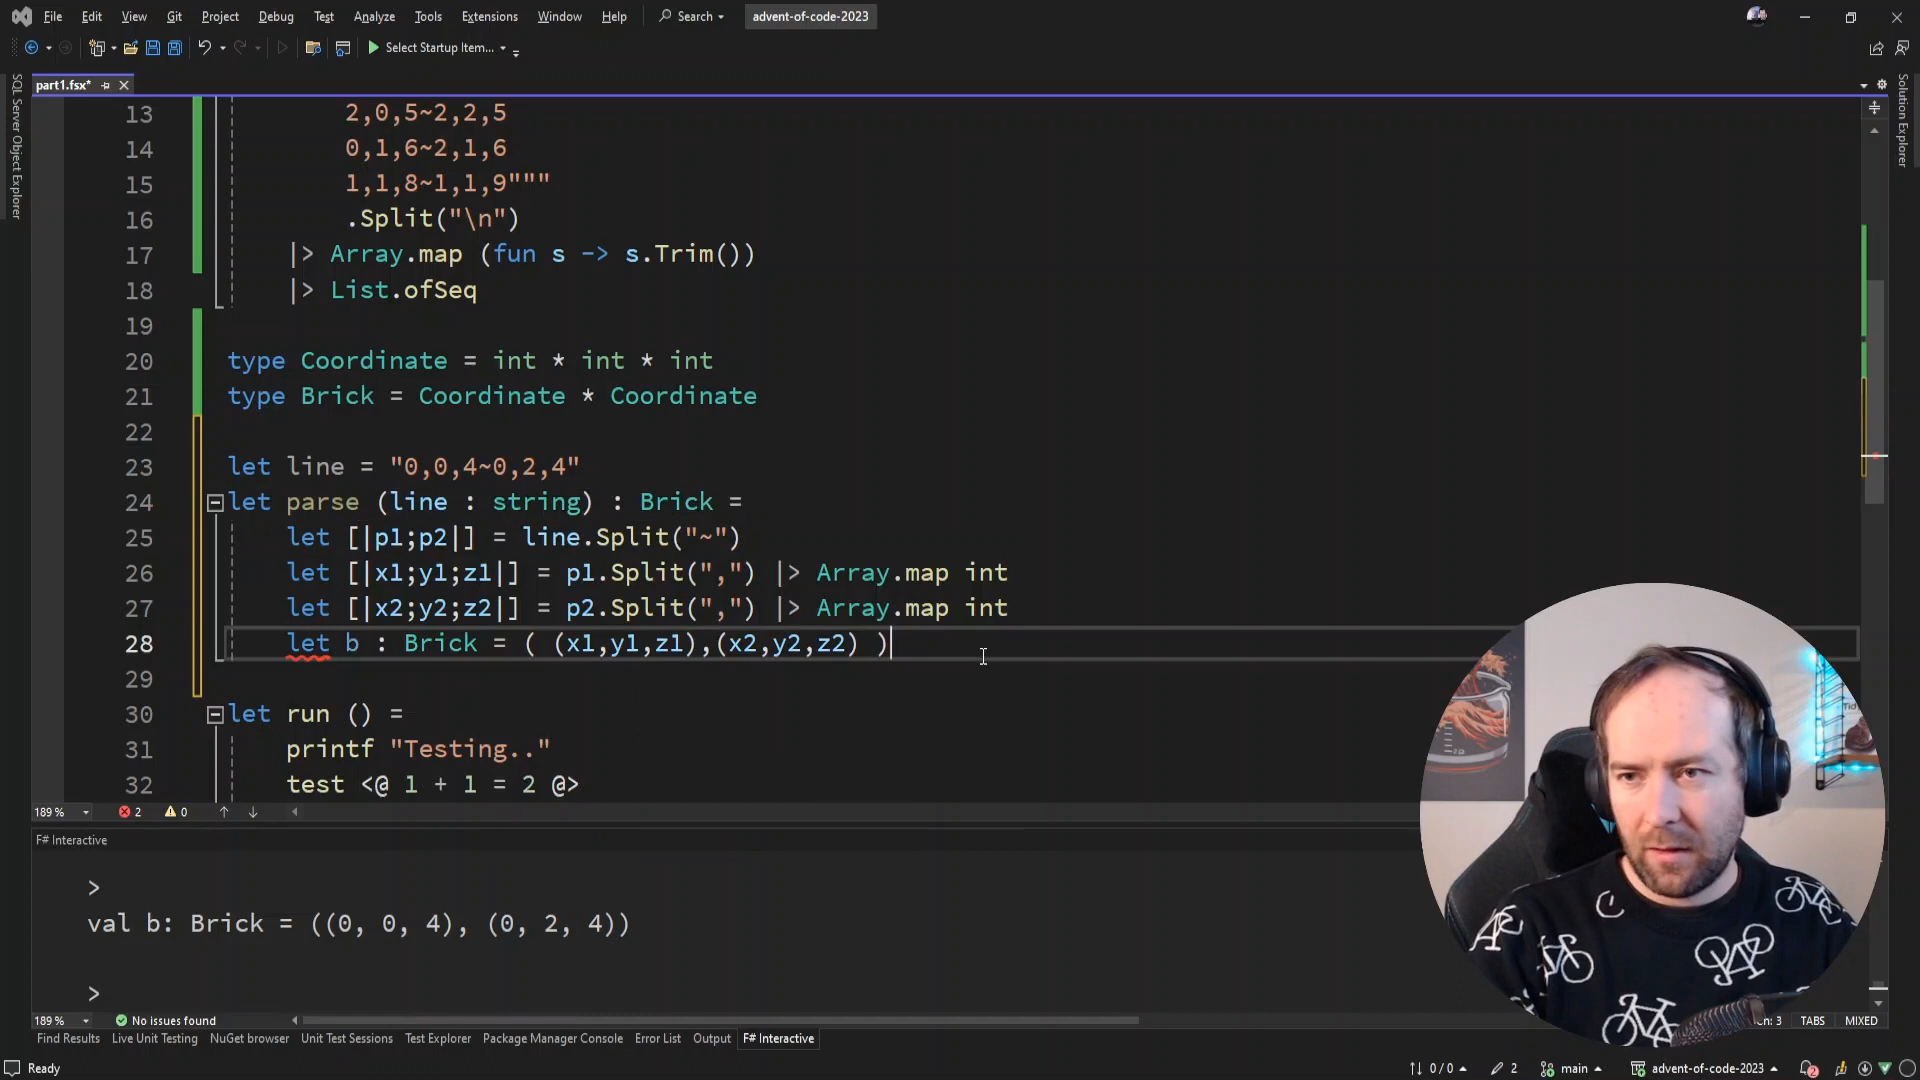 File Edit View Git Project Debug Test Analyze Tools Extensions Window Help Search advent-of-code-2023
Select Startup Item...
part1.fsx*
SQL Server Object Explorer
Solution Explorer
13 2,0,5~2,2,5
14 0,1,6~2,1,6
15 1,1,8~1,1,9"""
16 .Split("\n")
17 |> Array.map (fun s -> s.Trim())
18 |> List.ofSeq
19
20 type Coordinate = int * int * int
21 type Brick = Coordinate * Coordinate
22
23 let line = "0,0,4~0,2,4"
24 let parse (line : string) : Brick =
25 let [|p1;p2|] = line.Split("~")
26 let [|x1;y1;z1|] = p1.Split(",") |> Array.map int
27 let [|x2;y2;z2|] = p2.Split(",") |> Array.map int
28 let b : Brick = ( (x1,y1,z1),(x2,y2,z2) )
29
30 let run () =
31 printf "Testing.."
32 test <@ 1 + 1 = 2 @>
189 % 2 0
F# Interactive
>
val b: Brick = ((0, 0, 4), (0, 2, 4))
>
189 % No issues found :3 TABS MIXED
Find Results Live Unit Testing NuGet browser Unit Test Sessions Test Explorer Package Manager Console Error List Output F# Interactive
Ready 0 / 0 2 main advent-of-code-2023 2